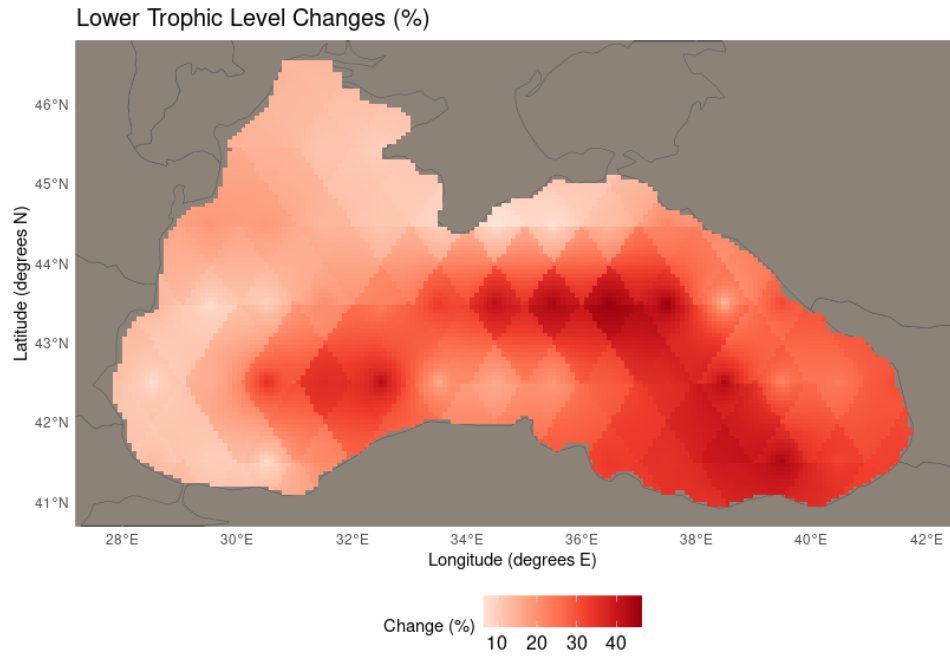 Lower Trophic Level Changes (%)
Latitude (degrees N)
46°N
45°N
44°N
43°N
42°N
41°N
28°E 30°E 32°E 34°E 36°E 38°E 40°E 42°E
Longitude (degrees E)
Change (%)
10 20 30 40